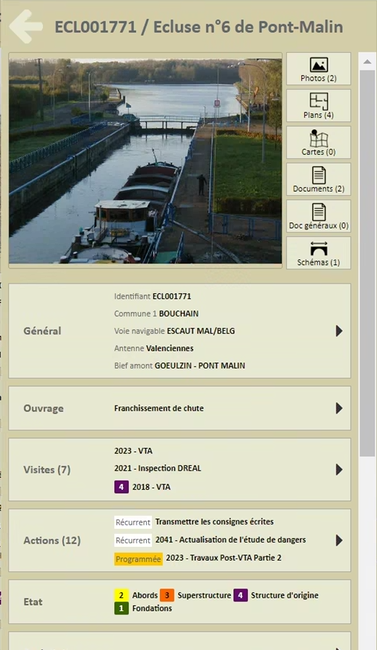 ECL001771 / Ecluse n°6 de Pont-Malin
Photos (2)
Plans (4)
Cartes (0)
Documents (2)
Doc généraux (0)
Schémas (1)
Général
Identifiant ECL001771
Commune 1 BOUCHAIN
Voie navigable ESCAUT MAL/BELG
Antenne Valenciennes
Bief amont GOEULZIN - PONT MALIN
Ouvrage
Franchissement de chute
Visites (7)
2023 - VTA
2021 - Inspection DREAL
4 2018 - VTA
Actions (12)
Récurrent Transmettre les consignes écrites
Récurrent 2041 - Actualisation de l'étude de dangers
Programmée 2023 - Travaux Post-VTA Partie 2
Etat
2 Abords 3 Superstructure 4 Structure d'origine
1 Fondations